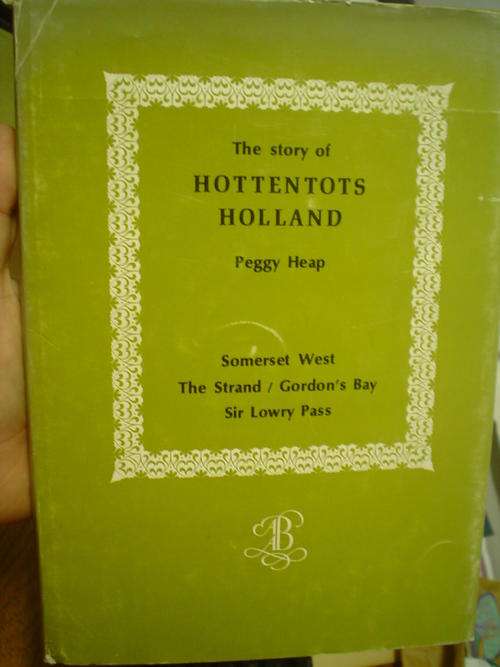 The story of
HOTTENTOTS
HOLLAND
Peggy Heap
Somerset West
The Strand / Gordon's Bay
Sir Lowry Pass